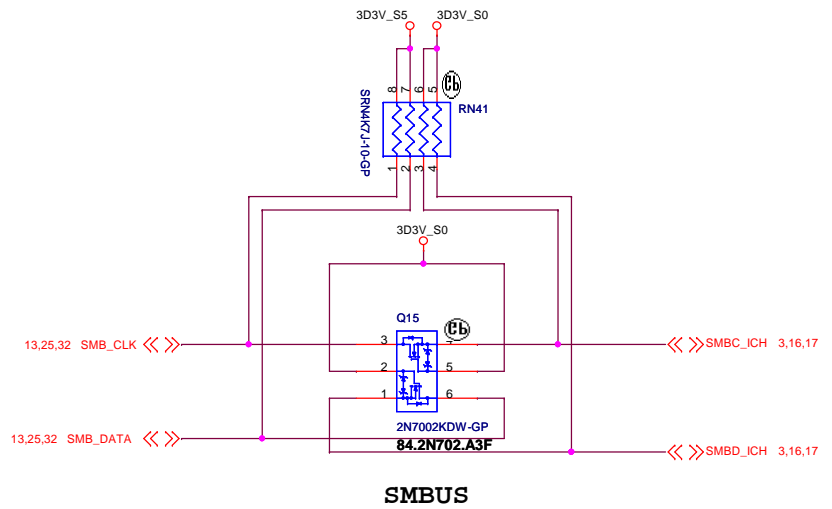 3D3V_S5 3D3V_S0
8 7 6 5
RN41
SRN4K7J-10-GP
1 2 3 4
3D3V_S0
Q15
13,25,32 SMB_CLK
3 4
SMBC_ICH 3,16,17
2 5
1 6
2N7002KDW-GP
84.2N702.A3F
13,25,32 SMB_DATA
SMBD_ICH 3,16,17
SMBUS